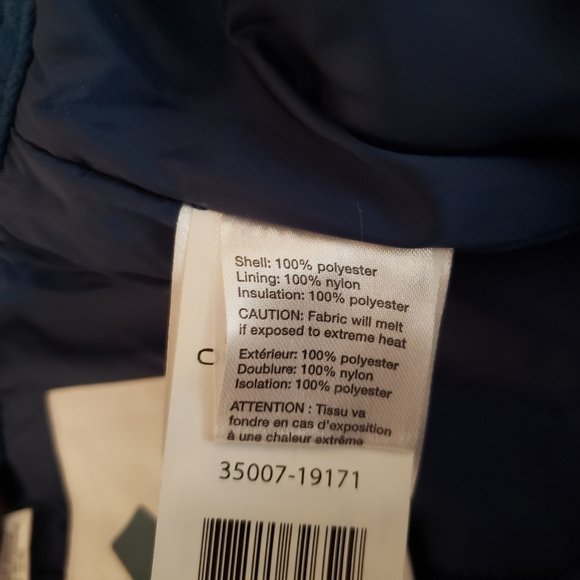 Shell: 100% polyester
Lining: 100% nylon
Insulation: 100% polyester
CAUTION: Fabric will melt
if exposed to extreme heat
Extérieur: 100% polyester
Doublure: 100% nylon
Isolation: 100% polyester
ATTENTION : Tissu va
fondre en cas d'exposition
à une chaleur extrême
C
35007-19171